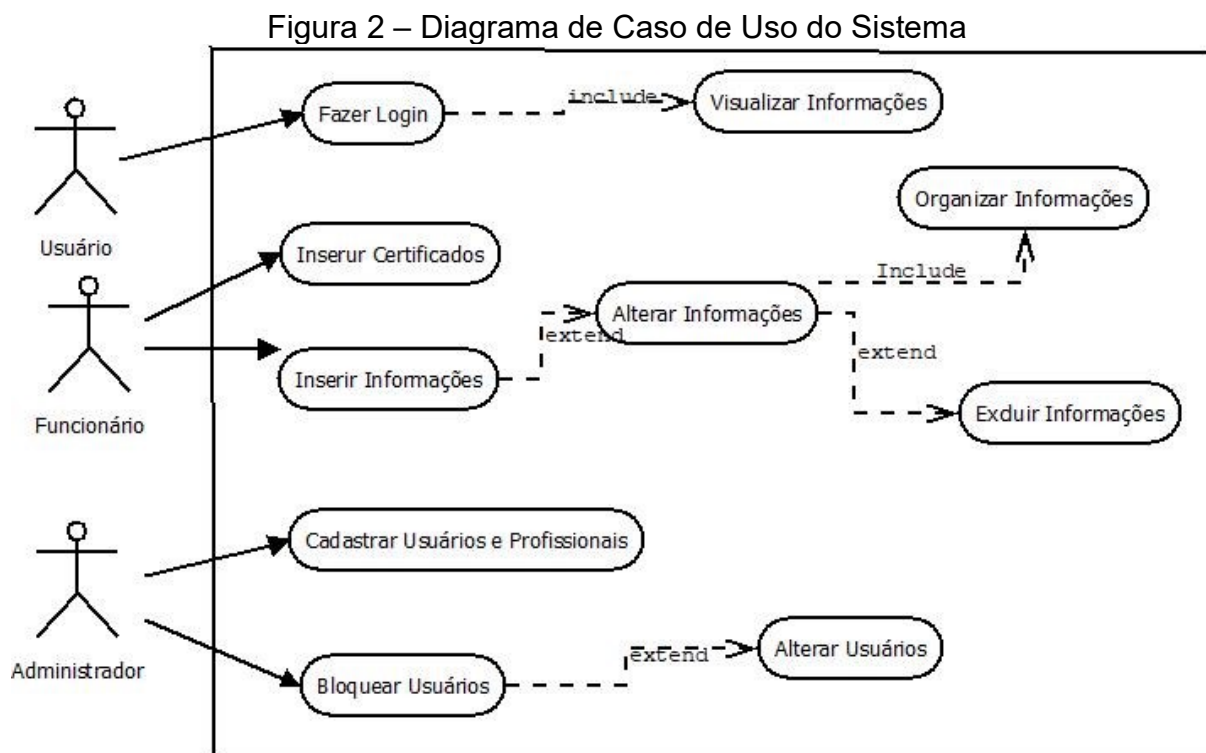 Figura 2 – Diagrama de Caso de Uso do Sistema
Fazer Login
include
Visualizar Informações
Organizar Informações
Usuário
Inserur Certificados
Include
Alterar Informações
extend
extend
Inserir Informações
Excluir Informações
Funcionário
Cadastrar Usuários e Profissionais
Alterar Usuários
extend
Administrador
Bloquear Usuários